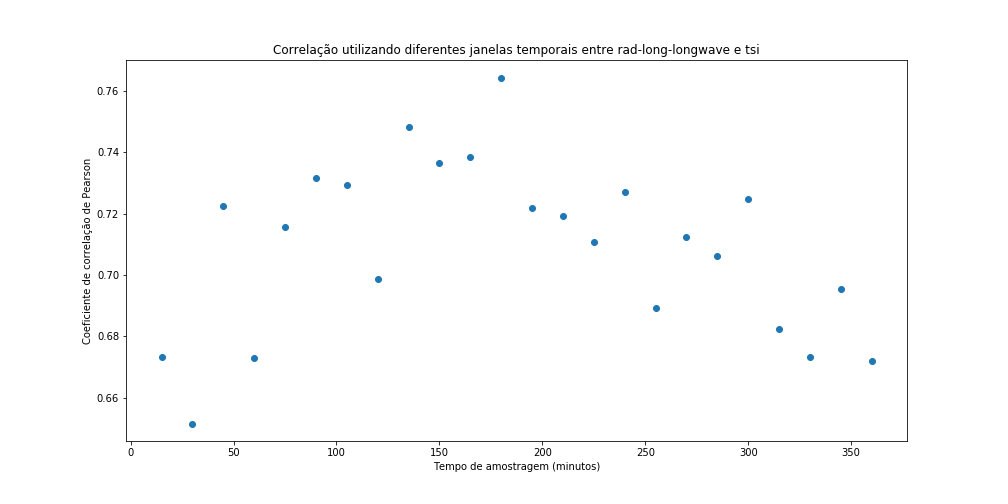 Correlação utilizando diferentes janelas temporais entre rad-long-longwave e tsi
0.76
0.74
0.72
0.70
0.68
0.66
Coeficiente de correlação de Pearson
0 50 100 150 200 250 300 350
Tempo de amostragem (minutos)